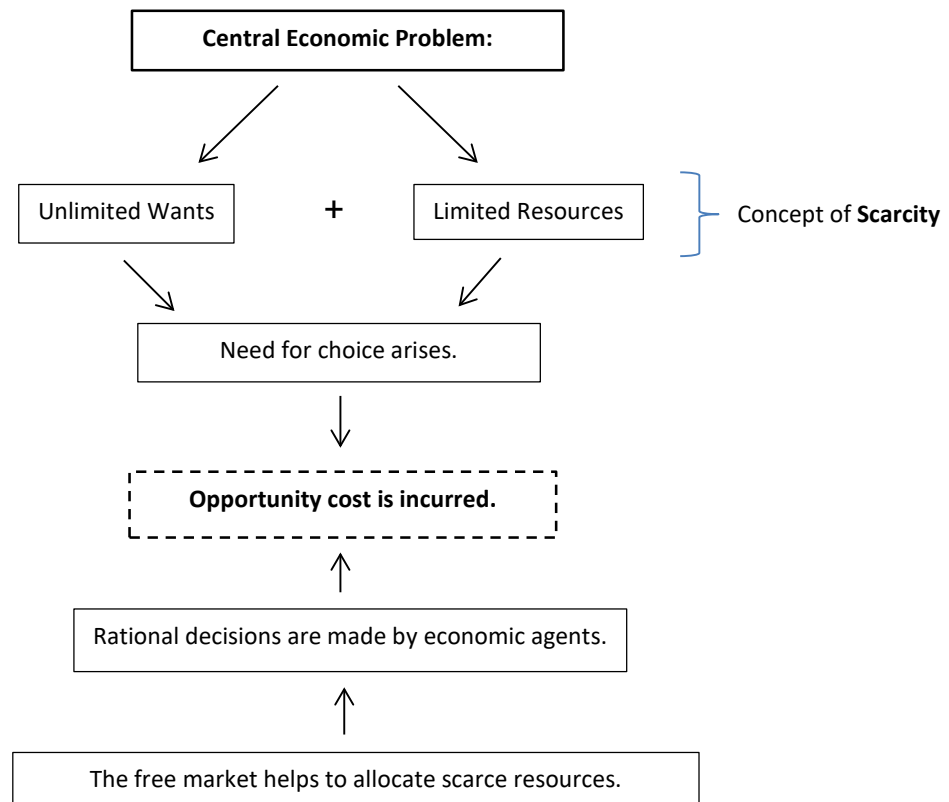 Central Economic Problem:
Unlimited Wants
+
Limited Resources
Concept of Scarcity
Need for choice arises.
Opportunity cost is incurred.
Rational decisions are made by economic agents.
The free market helps to allocate scarce resources.